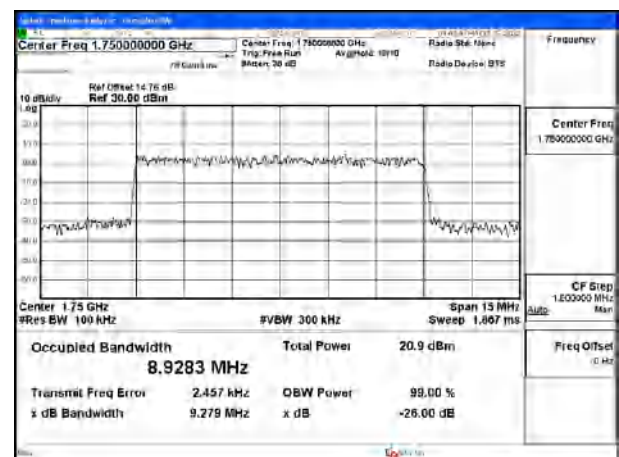 Center Freq 1.750000000 GHz
Center Freq: 1.750000000 GHz
Trig: Free Run
Avg|Hold: 10/10
#Atten: 30 dB
Radio Std: None
Radio Device: BTS
Frequency
Ref Offset 14.76 dB
10 dB/div
Ref 30.00 dBm
Log
Center Freq
1.750000000 GHz
Center 1.75 GHz
Span 15 MHz
#Res BW 100 kHz
#VBW 300 kHz
Sweep 1.867 ms
CF Step
Auto
Man
Occupied Bandwidth
8.9283 MHz
Total Power
20.9 dBm
Transmit Freq Error
2.457 kHz
OBW Power
99.00 %
x dB Bandwidth
9.279 MHz
x dB
-26.00 dB
Freq Offset
0 Hz